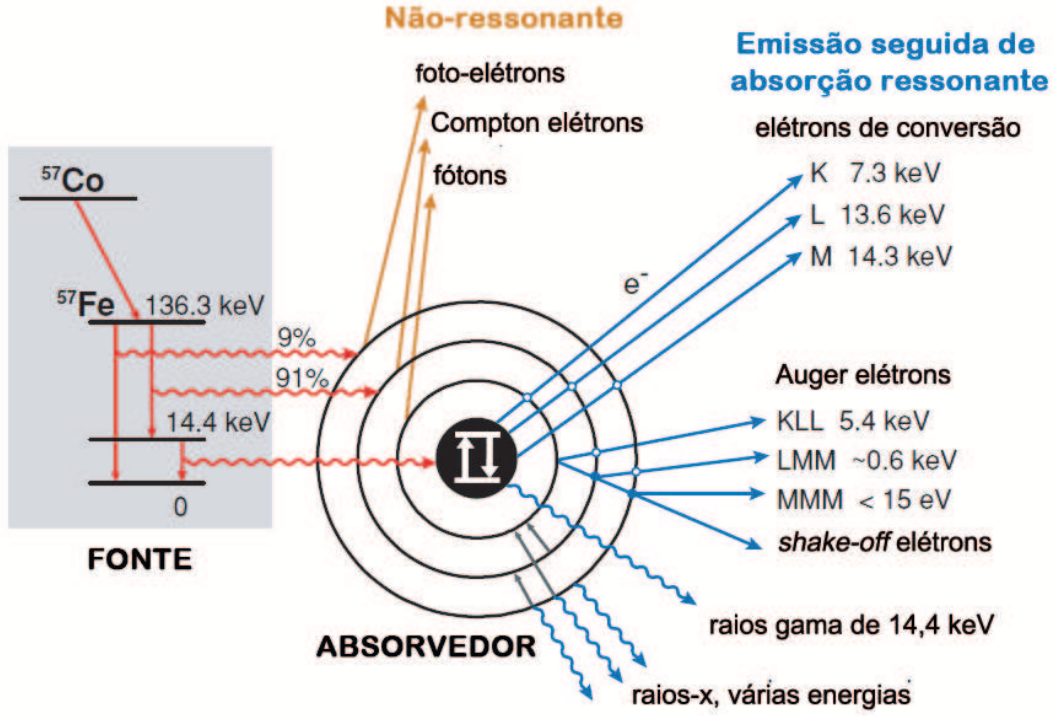 Não-ressonante
foto-elétrons
Compton elétrons
fótons
Emissão seguida de
absorção ressonante
elétrons de conversão
K 7.3 keV
L 13.6 keV
M 14.3 keV
e⁻
⁵⁷Co
⁵⁷Fe 136.3 keV
9%
91%
14.4 keV
0
FONTE
Auger elétrons
KLL 5.4 keV
LMM ~0.6 keV
MMM < 15 eV
shake-off elétrons
raios gama de 14,4 keV
ABSORVEDOR
raios-x, várias energias